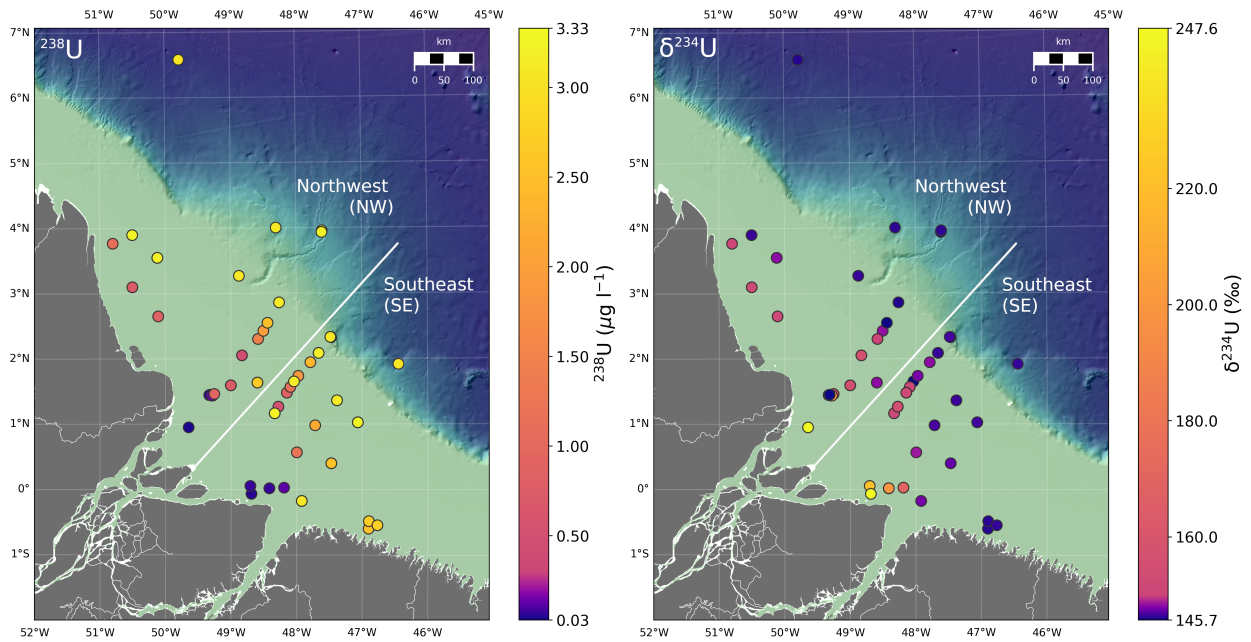 51°W 50°W 49°W 48°W 47°W 46°W 45°W
²³⁸U
km
0 50 100
7°N
6°N
5°N
4°N
3°N
2°N
1°N
0°
1°S
Northwest
(NW)
Southeast
(SE)
52°W 51°W 50°W 49°W 48°W 47°W 46°W
3.33
3.00
2.50
2.00
1.50
1.00
0.50
0.03
²³⁸U (μg l⁻¹)
51°W 50°W 49°W 48°W 47°W 46°W 45°W
δ²³⁴U
km
0 50 100
7°N
6°N
5°N
4°N
3°N
2°N
1°N
0°
1°S
Northwest
(NW)
Southeast
(SE)
52°W 51°W 50°W 49°W 48°W 47°W 46°W
247.6
220.0
200.0
180.0
160.0
145.7
δ²³⁴U (‰)